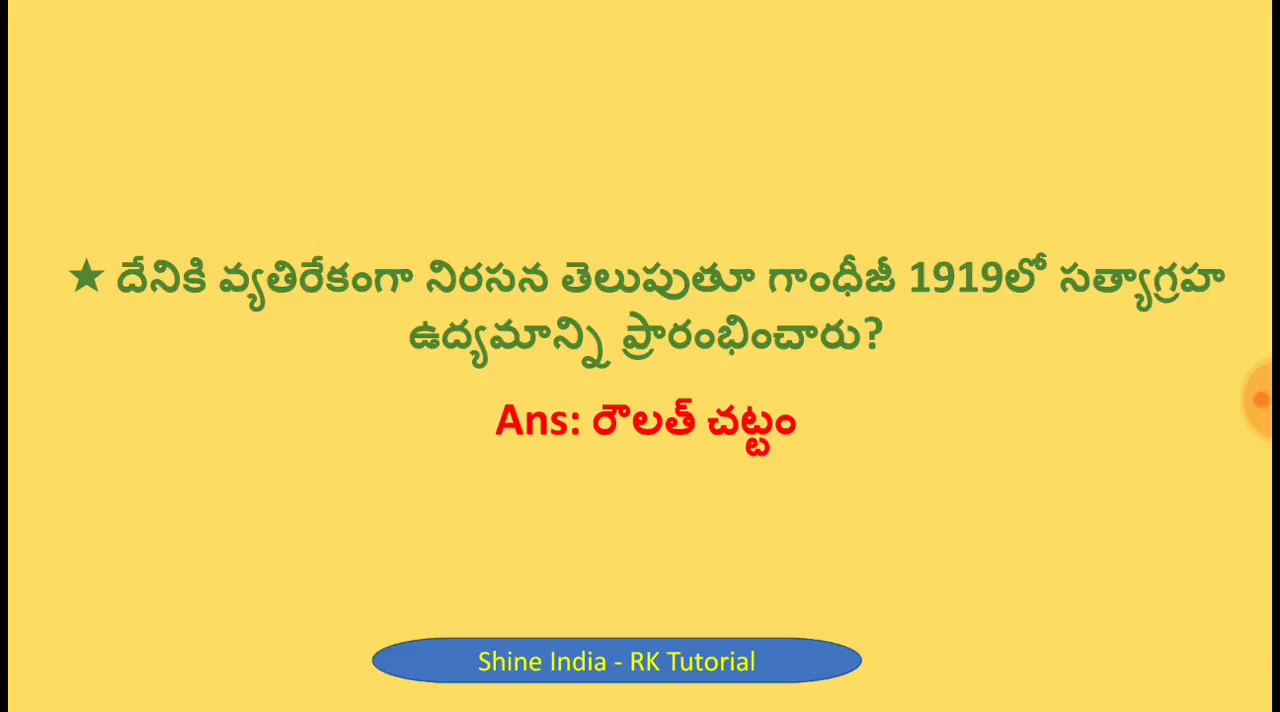 ★ దేనికి వ్యతిరేకంగా నిరసన తెలుపుతూ గాంధీజీ 1919లో సత్యాగ్రహ
ఉద్యమాన్ని ప్రారంభించారు?
Ans: రౌలత్ చట్టం
Shine India - RK Tutorial